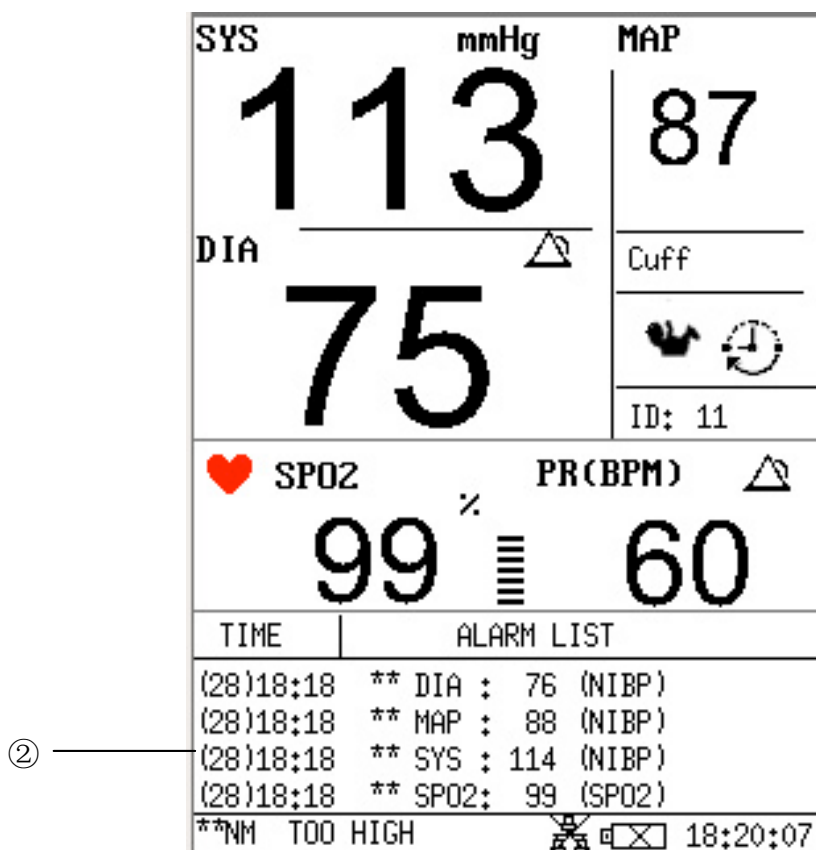 SYS mmHg MAP
113 87
DIA
Cuff
75
ID: 11
SPO2 PR(BPM)
99 % 60
TIME ALARM LIST
(28)18:18 ** DIA : 76 (NIBP)
(28)18:18 ** MAP : 88 (NIBP)
② (28)18:18 ** SYS : 114 (NIBP)
(28)18:18 ** SPO2: 99 (SPO2)
**NM TOO HIGH 18:20:07